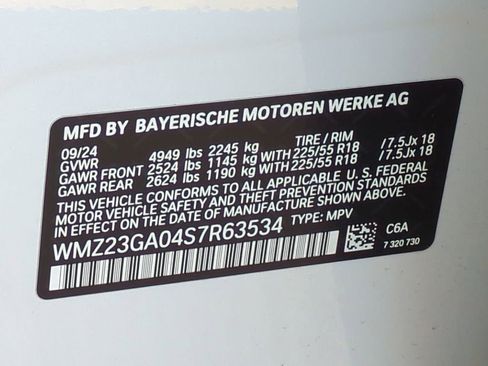 MFD BY BAYERISCHE MOTOREN WERKE AG
09/24 TIRE / RIM
GVWR 4949 lbs 2245 kg
GAWR FRONT 2524 lbs 1145 kg WITH 225/55 R18 /7.5Jx 18
GAWR REAR 2624 lbs 1190 kg WITH 225/55 R18 /7.5Jx 18
THIS VEHICLE CONFORMS TO ALL APPLICABLE U. S. FEDERAL
MOTOR VEHICLE SAFETY AND THEFT PREVENTION STANDARDS
IN EFFECT ON THE DATE OF MANUFACTURE SHOWN ABOVE.
WMZ23GA04S7R63534 TYPE: MPV
C6A
7 320 730